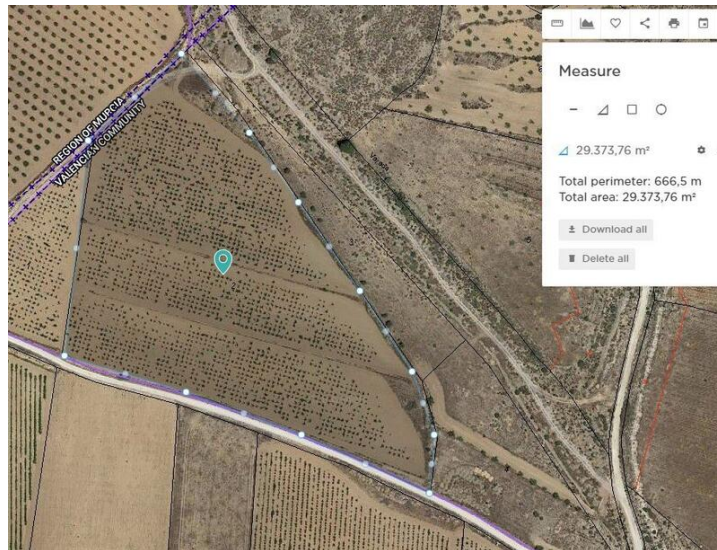 Measure
29.373,76 m²
Total perimeter: 666,5 m
Total area: 29.373,76 m²
Download all
Delete all
REGION OF MURCIA
VALENCIAN COMMUNITY